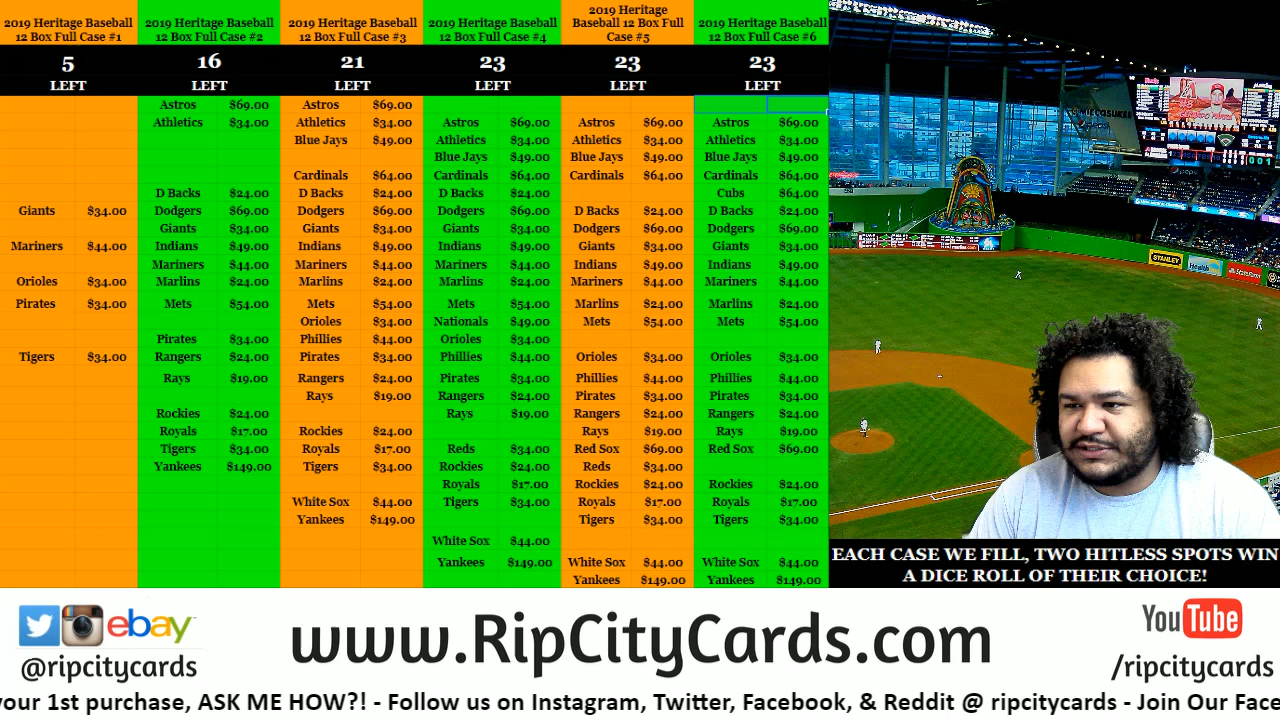 2019 Heritage Baseball 12 Box Full Case #1
5
LEFT
Giants $34.00
Mariners $44.00
Orioles $34.00
Pirates $34.00
Tigers $34.00
2019 Heritage Baseball 12 Box Full Case #2
16
LEFT
Astros $69.00
Athletics $34.00
D Backs $24.00
Dodgers $69.00
Giants $34.00
Indians $49.00
Mariners $44.00
Marlins $24.00
Mets $54.00
Pirates $34.00
Rangers $24.00
Rays $19.00
Rockies $24.00
Royals $17.00
Tigers $34.00
Yankees $149.00
2019 Heritage Baseball 12 Box Full Case #3
21
LEFT
Astros $69.00
Athletics $34.00
Blue Jays $49.00
Cardinals $64.00
D Backs $24.00
Dodgers $69.00
Giants $34.00
Indians $49.00
Mariners $44.00
Marlins $24.00
Mets $54.00
Orioles $34.00
Phillies $44.00
Pirates $34.00
Rangers $24.00
Rays $19.00
Rockies $24.00
Royals $17.00
Tigers $34.00
White Sox $44.00
Yankees $149.00
2019 Heritage Baseball 12 Box Full Case #4
23
LEFT
Astros $69.00
Athletics $34.00
Blue Jays $49.00
Cardinals $64.00
D Backs $24.00
Dodgers $69.00
Giants $34.00
Indians $49.00
Mariners $44.00
Marlins $24.00
Mets $54.00
Nationals $49.00
Orioles $34.00
Phillies $44.00
Pirates $34.00
Rangers $24.00
Rays $19.00
Reds $34.00
Rockies $24.00
Royals $17.00
Tigers $34.00
White Sox $44.00
Yankees $149.00
2019 Heritage Baseball 12 Box Full Case #5
23
LEFT
Astros $69.00
Athletics $34.00
Blue Jays $49.00
Cardinals $64.00
D Backs $24.00
Dodgers $69.00
Giants $34.00
Indians $49.00
Mariners $44.00
Marlins $24.00
Mets $54.00
Orioles $34.00
Phillies $44.00
Pirates $34.00
Rangers $24.00
Rays $19.00
Red Sox $69.00
Reds $34.00
Rockies $24.00
Royals $17.00
Tigers $34.00
White Sox $44.00
Yankees $149.00
2019 Heritage Baseball 12 Box Full Case #6
23
LEFT
Astros $69.00
Athletics $34.00
Blue Jays $49.00
Cardinals $64.00
Cubs $64.00
D Backs $24.00
Dodgers $69.00
Giants $34.00
Indians $49.00
Mariners $44.00
Marlins $24.00
Mets $54.00
Orioles $34.00
Phillies $44.00
Pirates $34.00
Rangers $24.00
Rays $19.00
Red Sox $69.00
Rockies $24.00
Royals $17.00
Tigers $34.00
White Sox $44.00
Yankees $149.00
pepsi
STANLEY
Health
State Farm
EACH CASE WE FILL, TWO HITLESS SPOTS WIN
A DICE ROLL OF THEIR CHOICE!
ebay
@ripcitycards
www.RipCityCards.com
YouTube
/ripcitycards
your 1st purchase, ASK ME HOW?! - Follow us on Instagram, Twitter, Facebook, & Reddit @ ripcitycards - Join Our Face